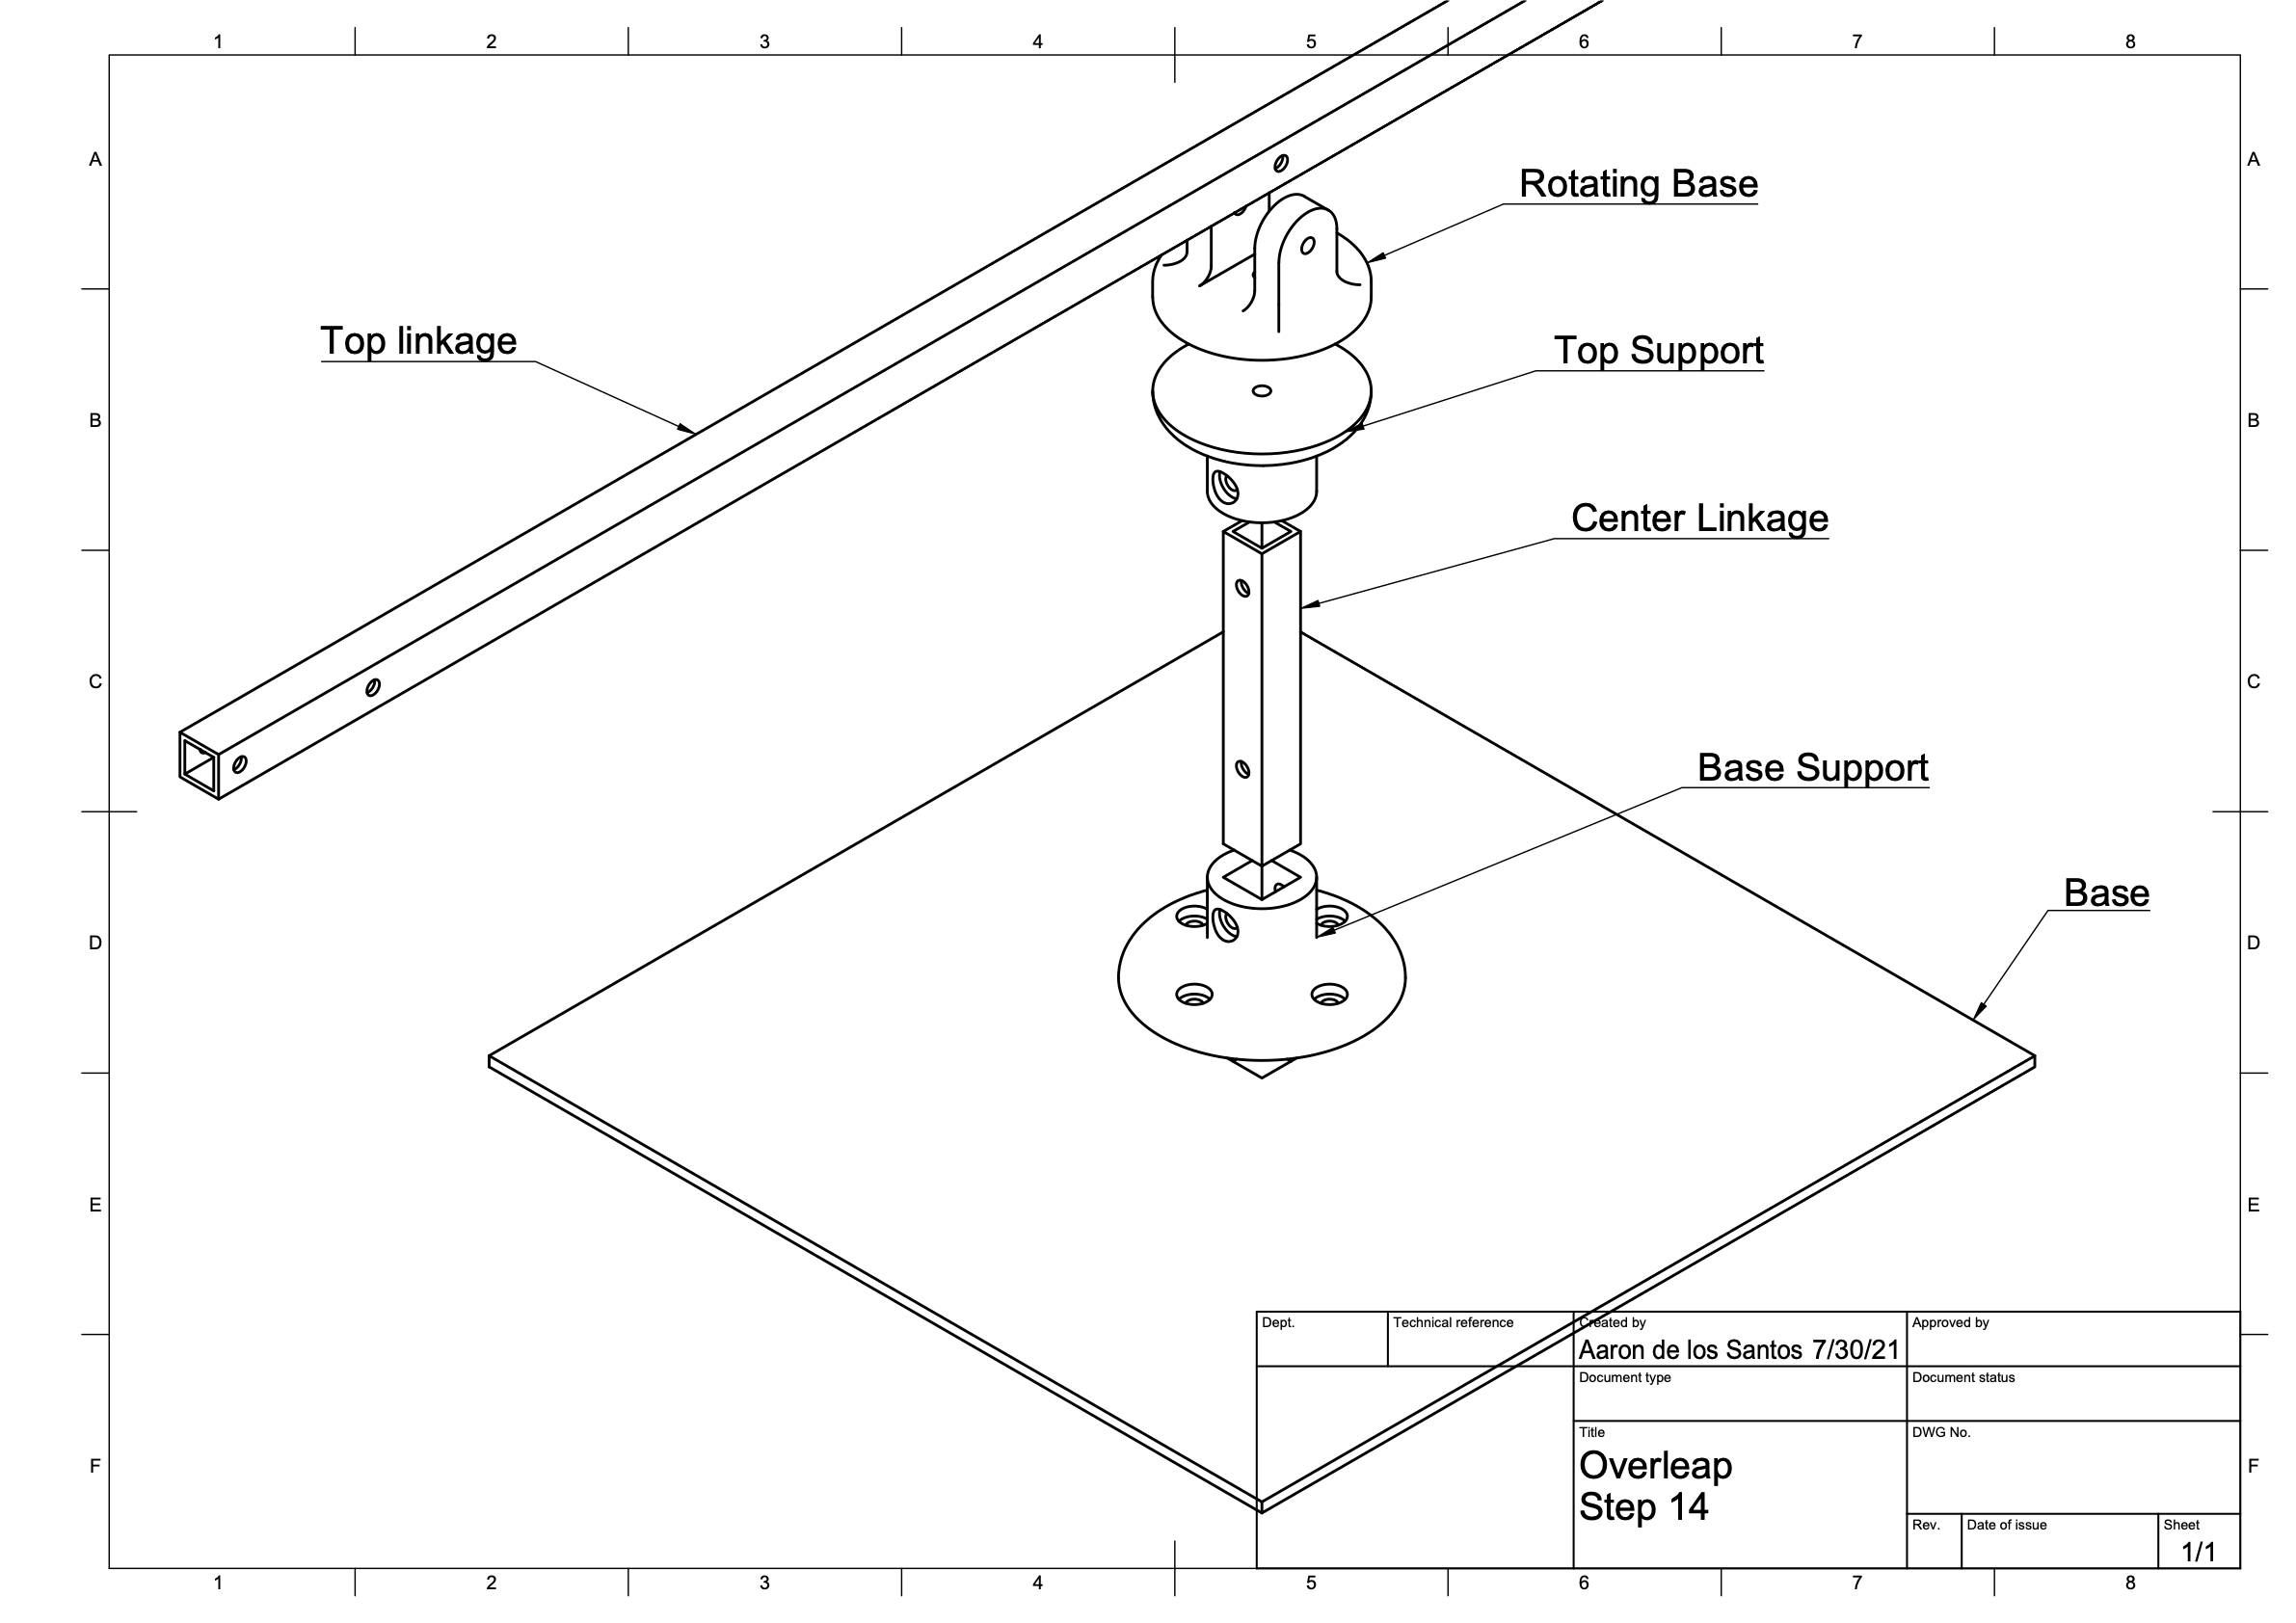 1 2 3 4 5 6 7 8
A A
Rotating Base
Top linkage
Top Support
B B
Center Linkage
C C
Base Support
Base
D D
E E
Dept. Technical reference Created by Approved by
Aaron de los Santos 7/30/21
Document type Document status
Title DWG No.
Overleap
F F
Step 14
Rev. Date of issue Sheet
1/1
1 2 3 4 5 6 7 8